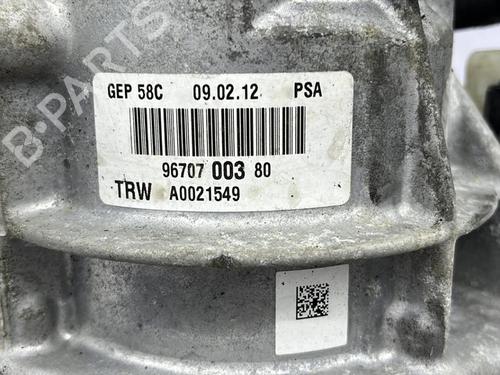 B-PARTS
GEP 58C 09.02.12 PSA
96707 003 80
TRW A0021549